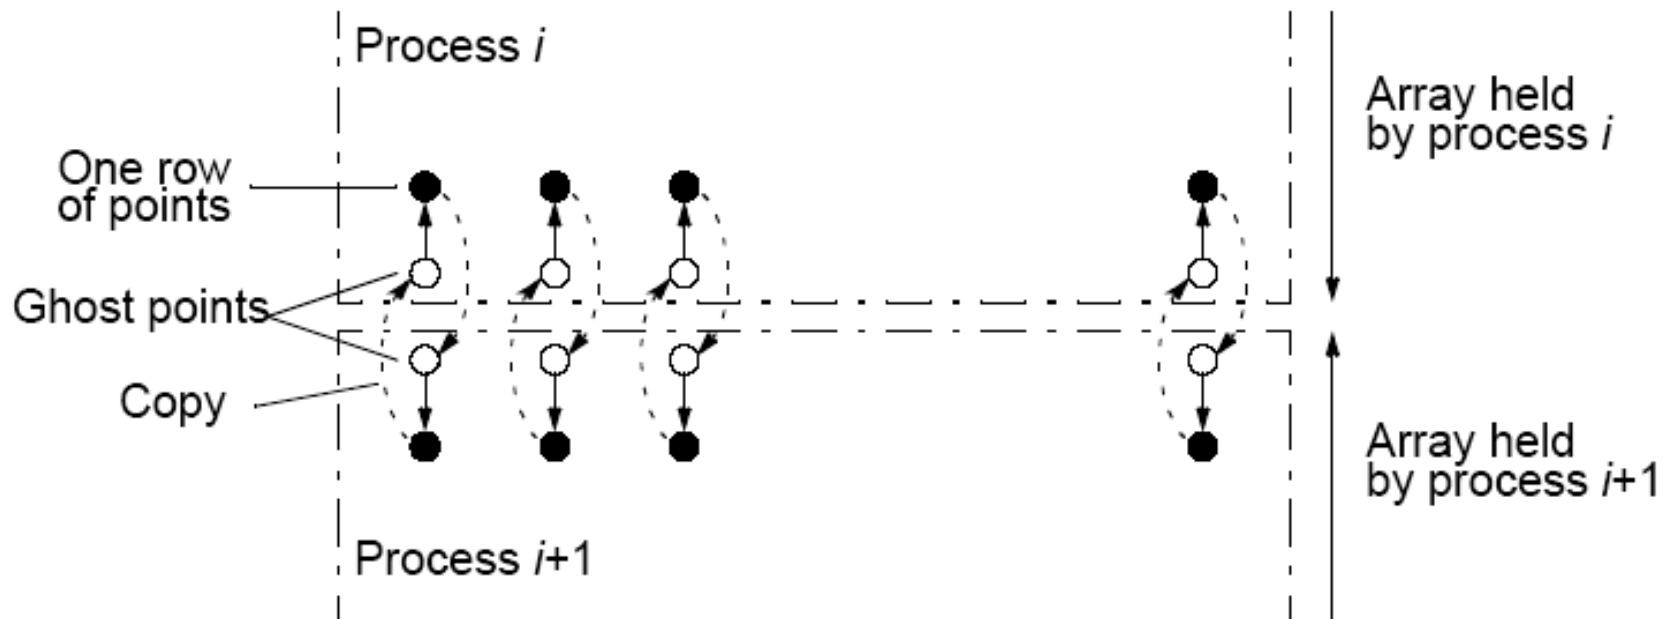 Process i
Array held
by process i
One row
of points
Ghost points
Copy
Array held
by process i+1
Process i+1